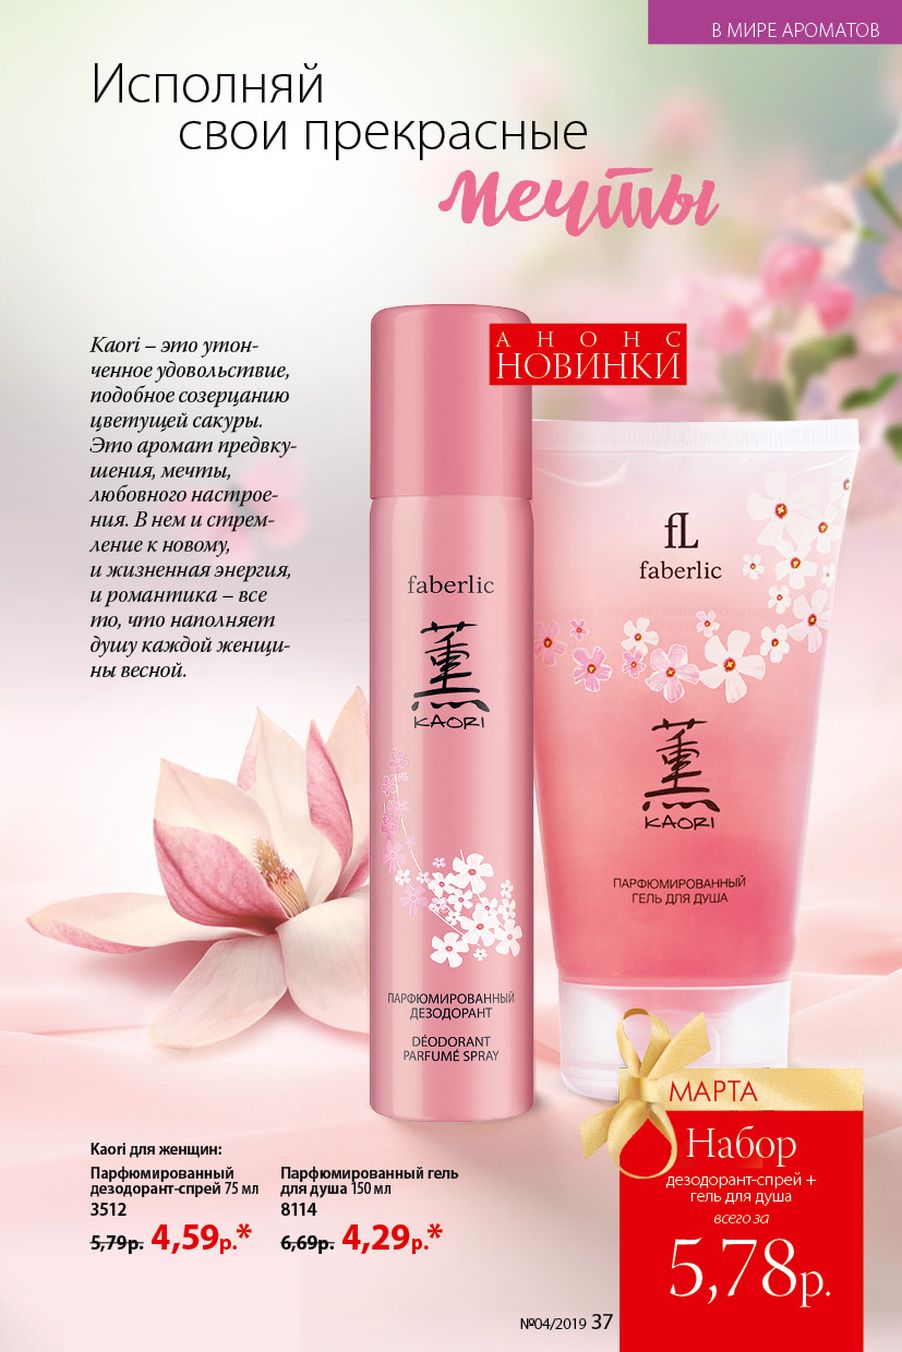 В МИРЕ АРОМАТОВ
Исполняй
свои прекрасные
мечты
Kaori – это утон-
ченное удовольствие,
подобное созерцанию
цветущей сакуры.
Это аромат предвку-
шения, мечты,
любовного настрое-
ния. В нем и стрем-
ление к новому,
и жизненная энергия,
и романтика – все
то, что наполняет
душу каждой женщи-
ны весной.
АНОНС
НОВИНКИ
faberlic
薫
KAORI
ПАРФЮМИРОВАННЫЙ
ДЕЗОДОРАНТ
DÉODORANT
PARFUMÉ SPRAY
fL
faberlic
薫
KAORI
ПАРФЮМИРОВАННЫЙ
ГЕЛЬ ДЛЯ ДУША
Kaori для женщин:
Парфюмированный
дезодорант-спрей 75 мл
3512
5,79р. 4,59р.*
Парфюмированный гель
для душа 150 мл
8114
6,69р. 4,29р.*
МАРТА
Набор
дезодорант-спрей +
гель для душа
всего за
5,78р.
№04/2019 37